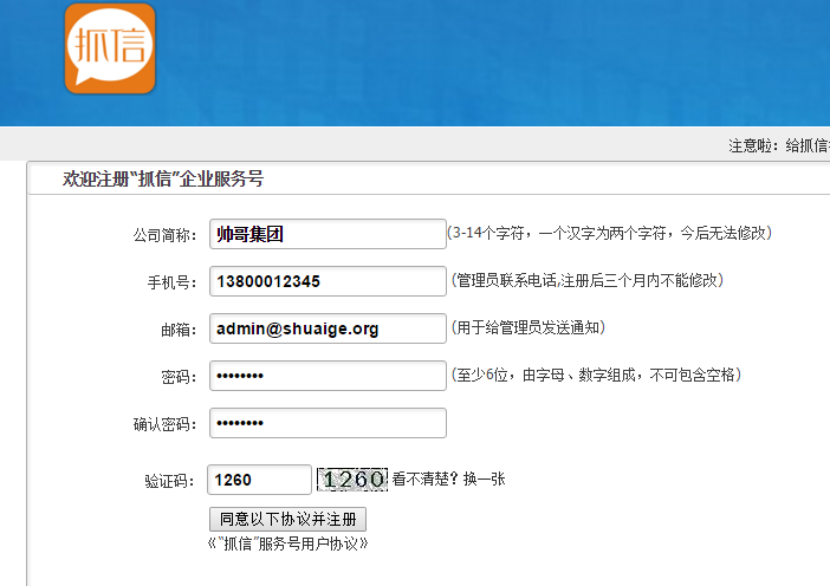 抓信
注意啦：给抓信
欢迎注册“抓信”企业服务号
公司简称： 帅哥集团 (3-14个字符，一个汉字为两个字符，今后无法修改)
手机号： 13800012345 (管理员联系电话,注册后三个月内不能修改)
邮箱： admin@shuaige.org (用于给管理员发送通知)
密码： •••••••• (至少6位，由字母、数字组成，不可包含空格)
确认密码： ••••••••
验证码： 1260 1260 看不清楚？换一张
同意以下协议并注册
《“抓信”服务号用户协议》